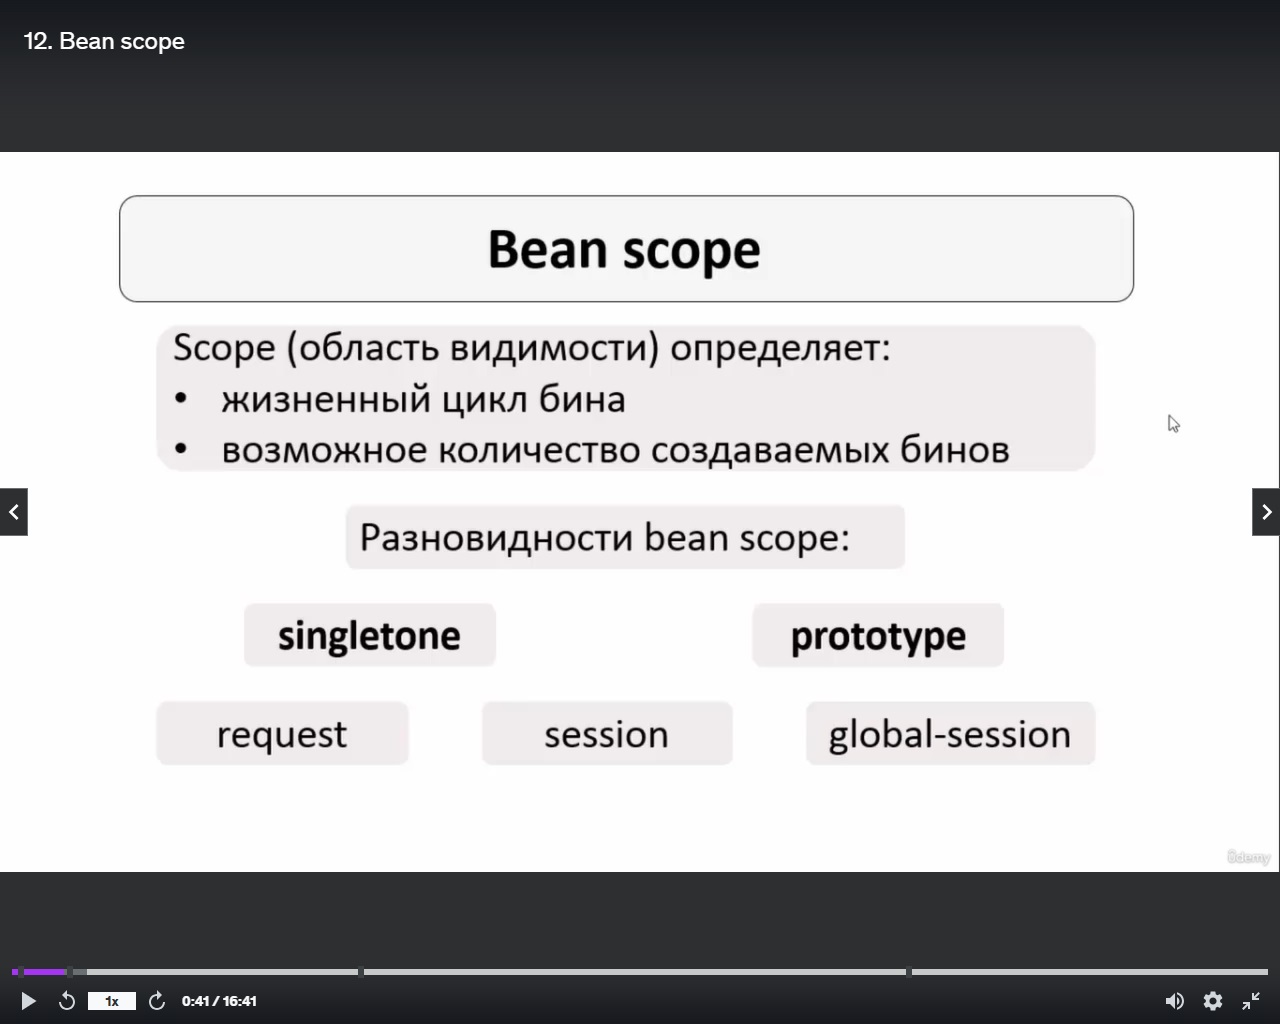 12. Bean scope
Bean scope
Scope (область видимости) определяет:
• жизненный цикл бина
• возможное количество создаваемых бинов
Разновидности bean scope:
singletone
prototype
request
session
global-session
ûdemy
1x
0:41 / 16:41